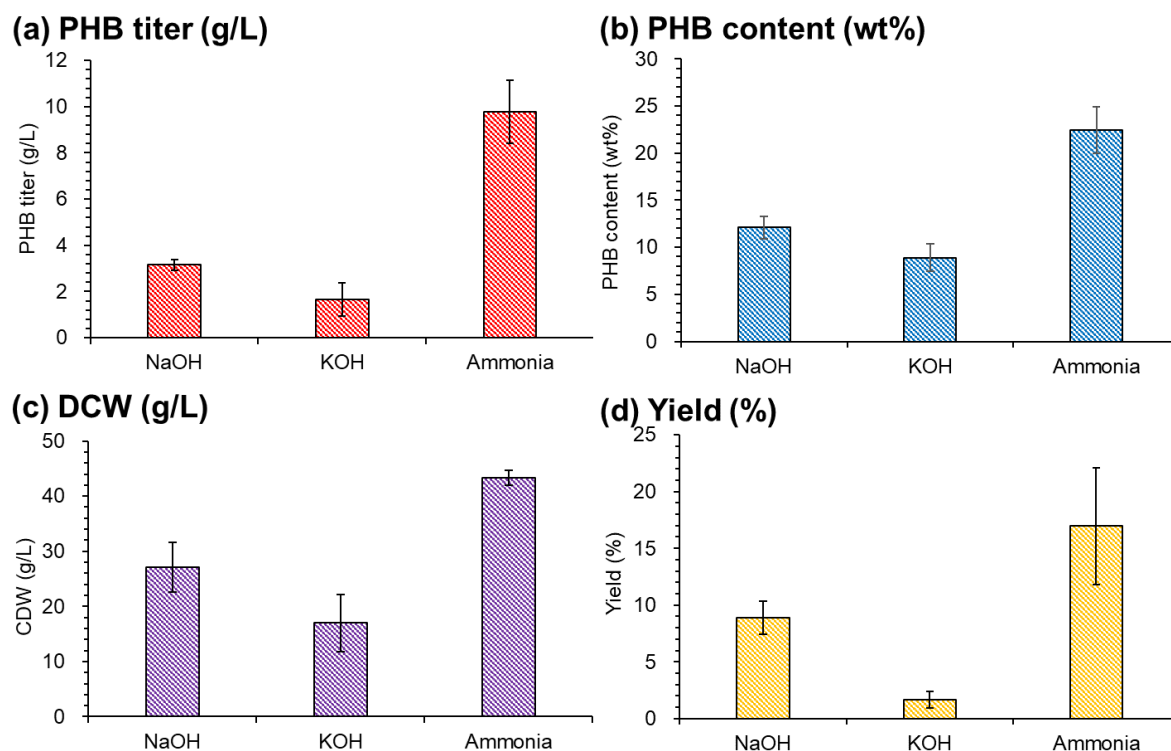 (a) PHB titer (g/L)
PHB titer (g/L)
12
10
8
6
4
2
0
NaOH KOH Ammonia
(b) PHB content (wt%)
PHB content (wt%)
30
25
20
15
10
5
0
NaOH KOH Ammonia
(c) DCW (g/L)
CDW (g/L)
50
40
30
20
10
0
NaOH KOH Ammonia
(d) Yield (%)
Yield (%)
25
20
15
10
5
0
NaOH KOH Ammonia